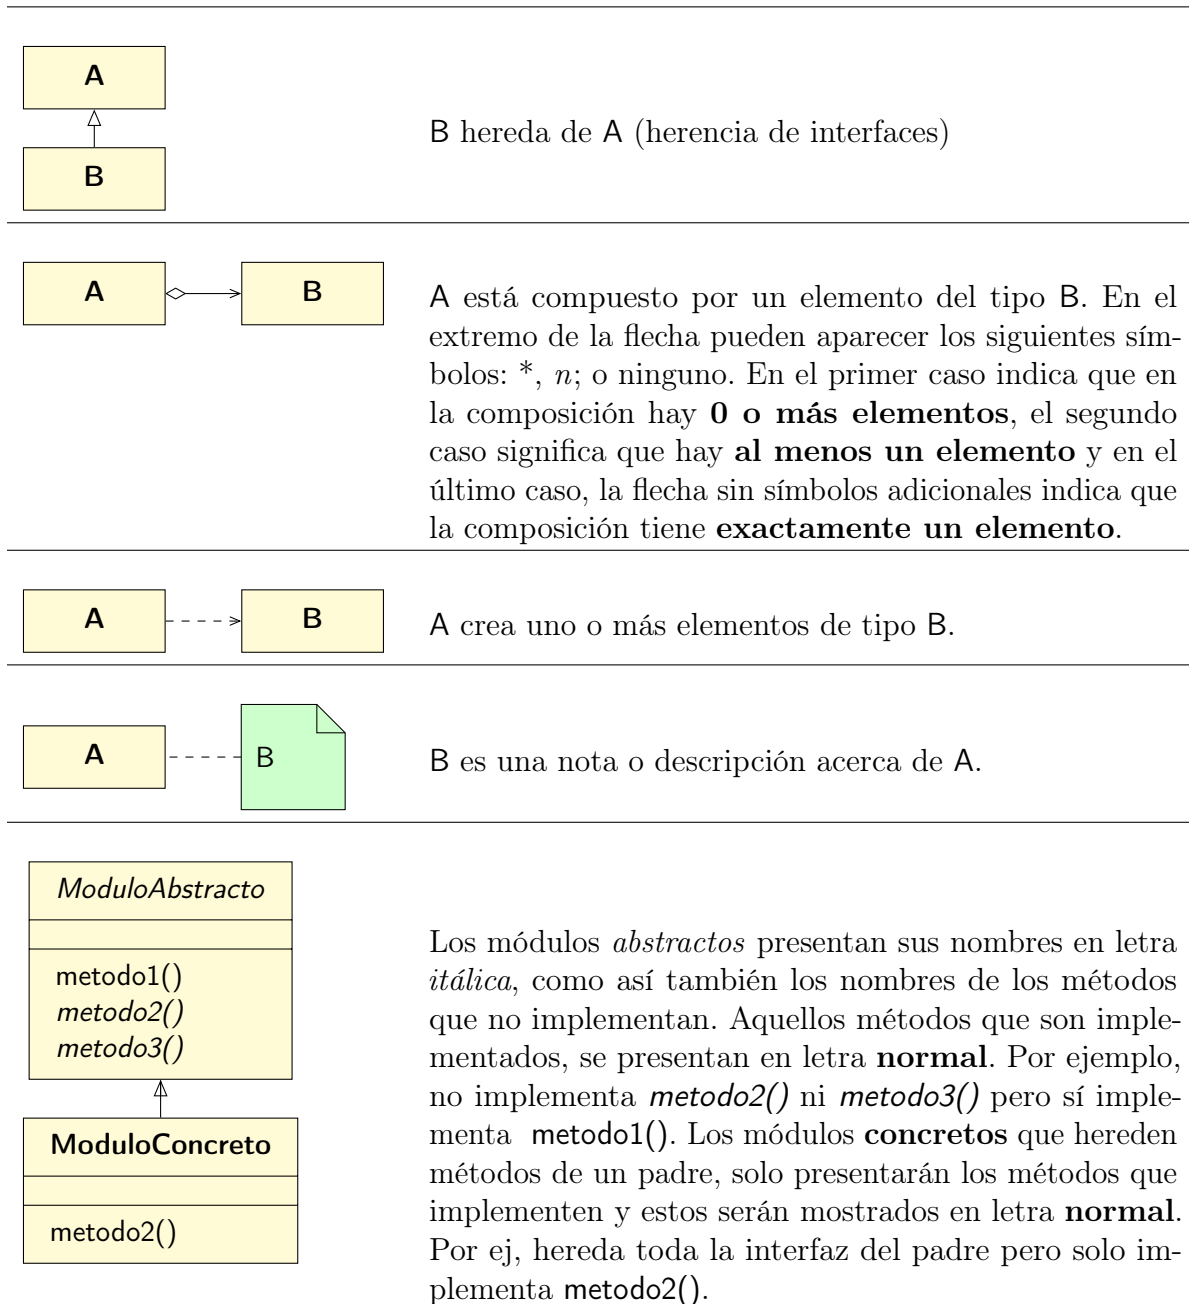 A
B
B hereda de A (herencia de interfaces)
A
B
A está compuesto por un elemento del tipo B. En el
extremo de la flecha pueden aparecer los siguientes sím-
bolos: *, n; o ninguno. En el primer caso indica que en
la composición hay 0 o más elementos, el segundo
caso significa que hay al menos un elemento y en el
último caso, la flecha sin símbolos adicionales indica que
la composición tiene exactamente un elemento.
A
B
A crea uno o más elementos de tipo B.
A
B
B es una nota o descripción acerca de A.
ModuloAbstracto
metodo1()
metodo2()
metodo3()
ModuloConcreto
metodo2()
Los módulos abstractos presentan sus nombres en letra
itálica, como así también los nombres de los métodos
que no implementan. Aquellos métodos que son imple-
mentados, se presentan en letra normal. Por ejemplo,
no implementa metodo2() ni metodo3() pero sí imple-
menta metodo1(). Los módulos concretos que hereden
métodos de un padre, solo presentarán los métodos que
implementen y estos serán mostrados en letra normal.
Por ej, hereda toda la interfaz del padre pero solo im-
plementa metodo2().